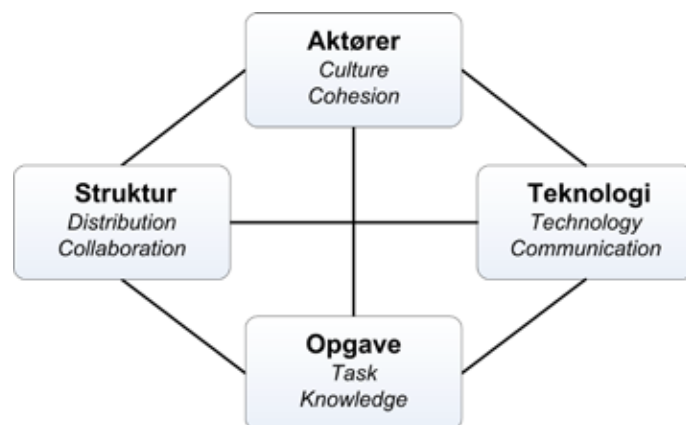 Aktører
Culture
Cohesion
Struktur
Distribution
Collaboration
Teknologi
Technology
Communication
Opgave
Task
Knowledge